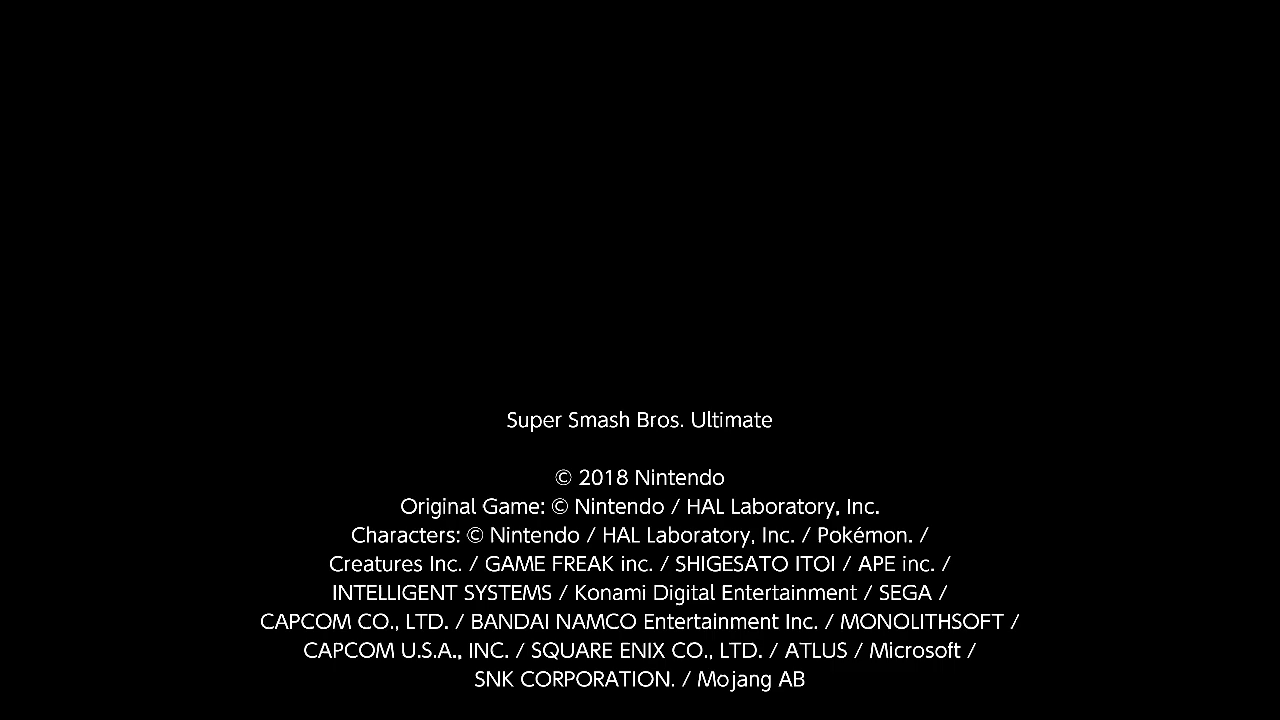 Super Smash Bros. Ultimate
© 2018 Nintendo
Original Game: © Nintendo / HAL Laboratory, Inc.
Characters: © Nintendo / HAL Laboratory, Inc. / Pokémon. /
Creatures Inc. / GAME FREAK inc. / SHIGESATO ITOI / APE inc. /
INTELLIGENT SYSTEMS / Konami Digital Entertainment / SEGA /
CAPCOM CO., LTD. / BANDAI NAMCO Entertainment Inc. / MONOLITHSOFT /
CAPCOM U.S.A., INC. / SQUARE ENIX CO., LTD. / ATLUS / Microsoft /
SNK CORPORATION. / Mojang AB